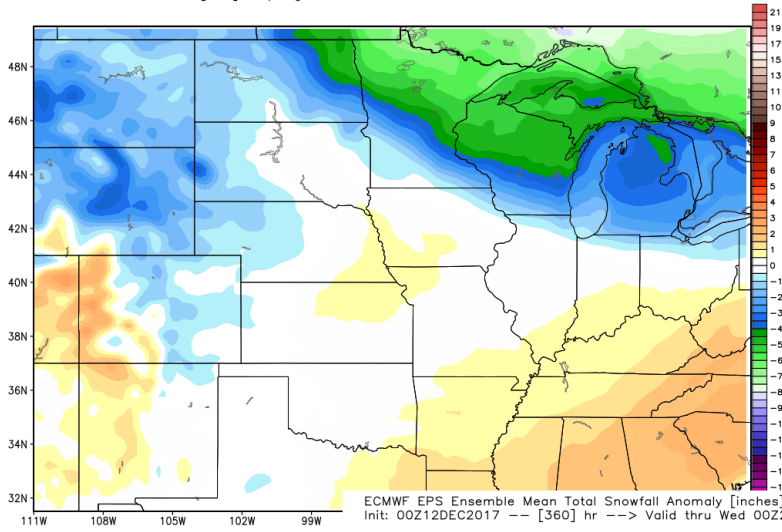 48N
46N
44N
42N
40N
38N
36N
34N
32N
111W
108W
105W
102W
99W
21
19
17
15
13
11
9
8
7
6
5
4
3
2
1
0
-1
-2
-3
-4
-5
-6
-7
-8
-9
ECMWF EPS Ensemble Mean Total Snowfall Anomaly [inches]
Init: 00Z12DEC2017 -- [360] hr --> Valid thru Wed 00Z